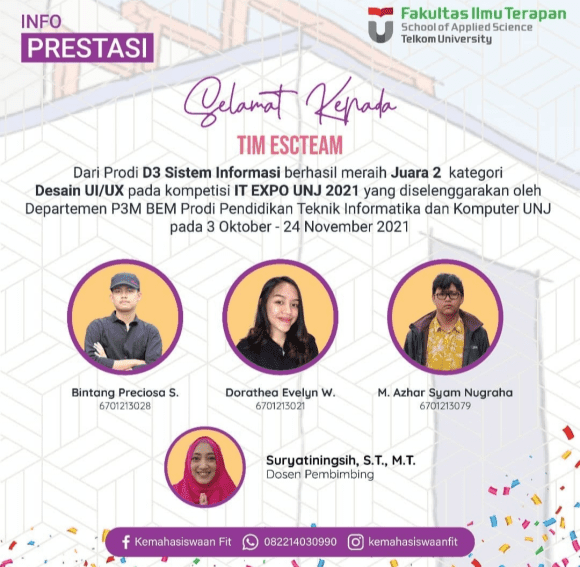 INFO
PRESTASI
Fakultas Ilmu Terapan
School of Applied Science
Telkom University
Selamat Kepada
TIM ESCTEAM
Dari Prodi D3 Sistem Informasi berhasil meraih Juara 2 kategori
Desain UI/UX pada kompetisi IT EXPO UNJ 2021 yang diselenggarakan oleh
Departemen P3M BEM Prodi Pendidikan Teknik Informatika dan Komputer UNJ
pada 3 Oktober - 24 November 2021
Bintang Preciosa S.
6701213028
Dorathea Evelyn W.
6701213021
M. Azhar Syam Nugraha
6701213079
Suryatiningsih, S.T., M.T.
Dosen Pembimbing
Kemahasiswaan Fit 082214030990 kemahasiswaanfit